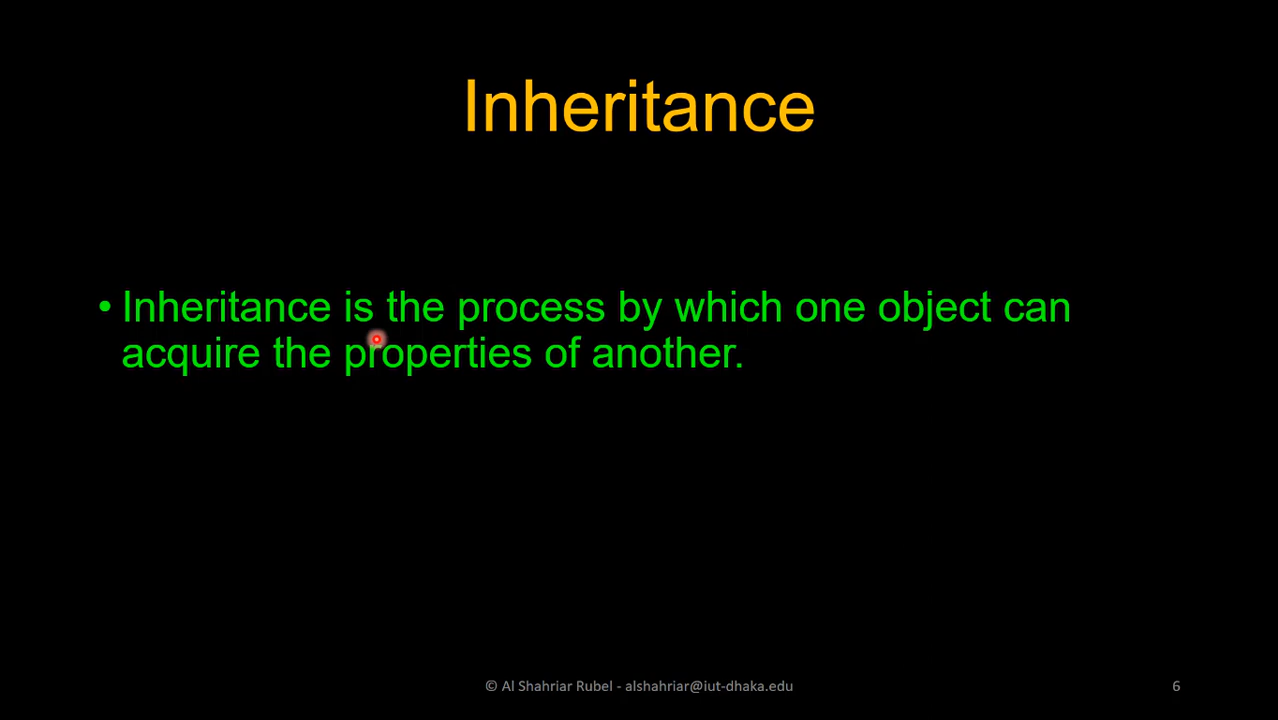 Inheritance
• Inheritance is the process by which one object can
acquire the properties of another.
© Al Shahriar Rubel - alshahriar@iut-dhaka.edu
6